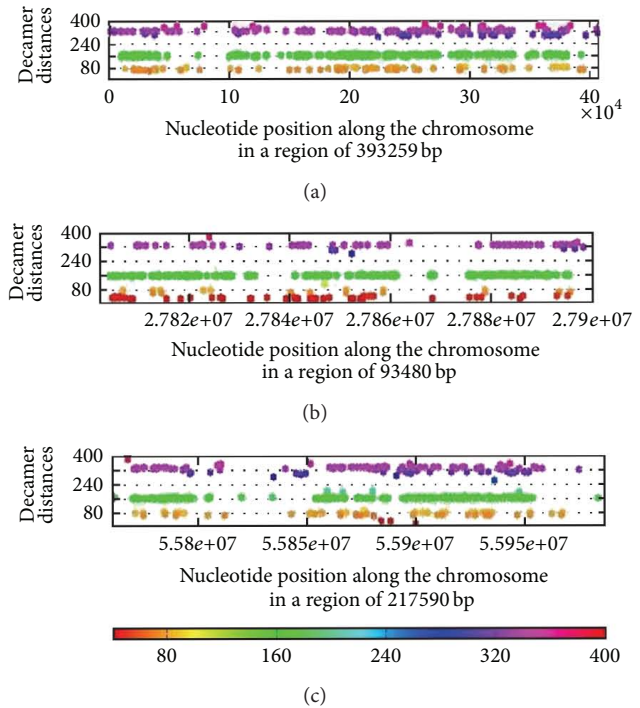 Decamer
distances
400
240
80
0 10 20 30 40
×10⁴
Nucleotide position along the chromosome
in a region of 393259 bp
(a)
Decamer
distances
400
240
80
2.782e+07 2.784e+07 2.786e+07 2.788e+07 2.79e+07
Nucleotide position along the chromosome
in a region of 93480 bp
(b)
Decamer
distances
400
240
80
5.58e+07 5.585e+07 5.59e+07 5.595e+07
Nucleotide position along the chromosome
in a region of 217590 bp
80 160 240 320 400
(c)